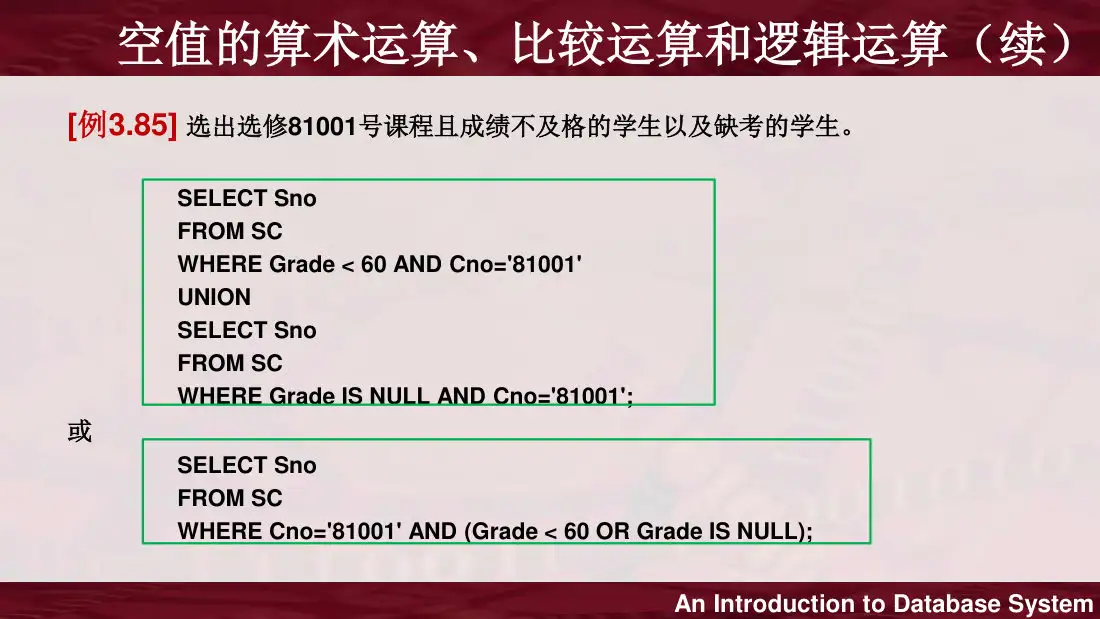 空值的算术运算、比较运算和逻辑运算（续）
[例3.85] 选出选修81001号课程且成绩不及格的学生以及缺考的学生。
SELECT Sno
FROM SC
WHERE Grade < 60 AND Cno='81001'
UNION
SELECT Sno
FROM SC
WHERE Grade IS NULL AND Cno='81001';
或
SELECT Sno
FROM SC
WHERE Cno='81001' AND (Grade < 60 OR Grade IS NULL);
An Introduction to Database System